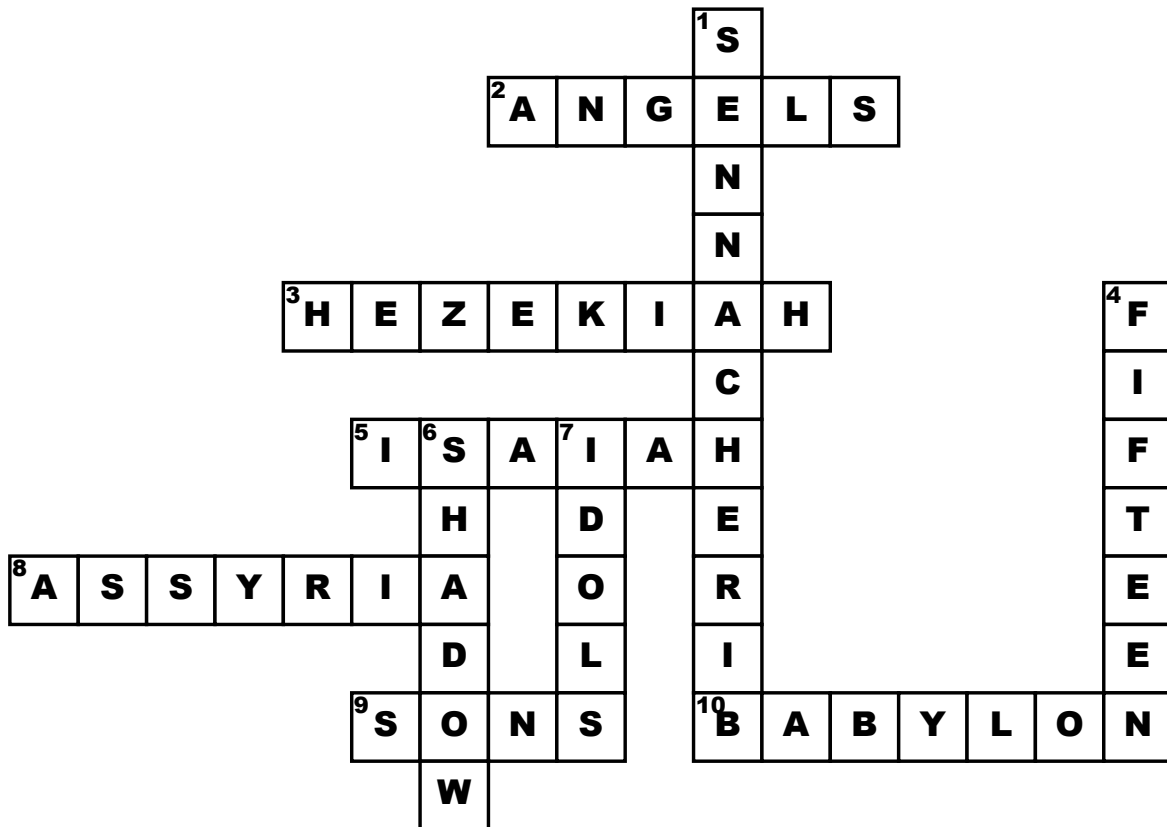 1 S
2 A N G E L S
N
N
3 H E Z E K I A H 4 F
C I
5 I 6 S A 7 I A H F
H D E T
8 A S S Y R I A O R E
D L I E
9 S O N S 10 B A B Y L O N
W